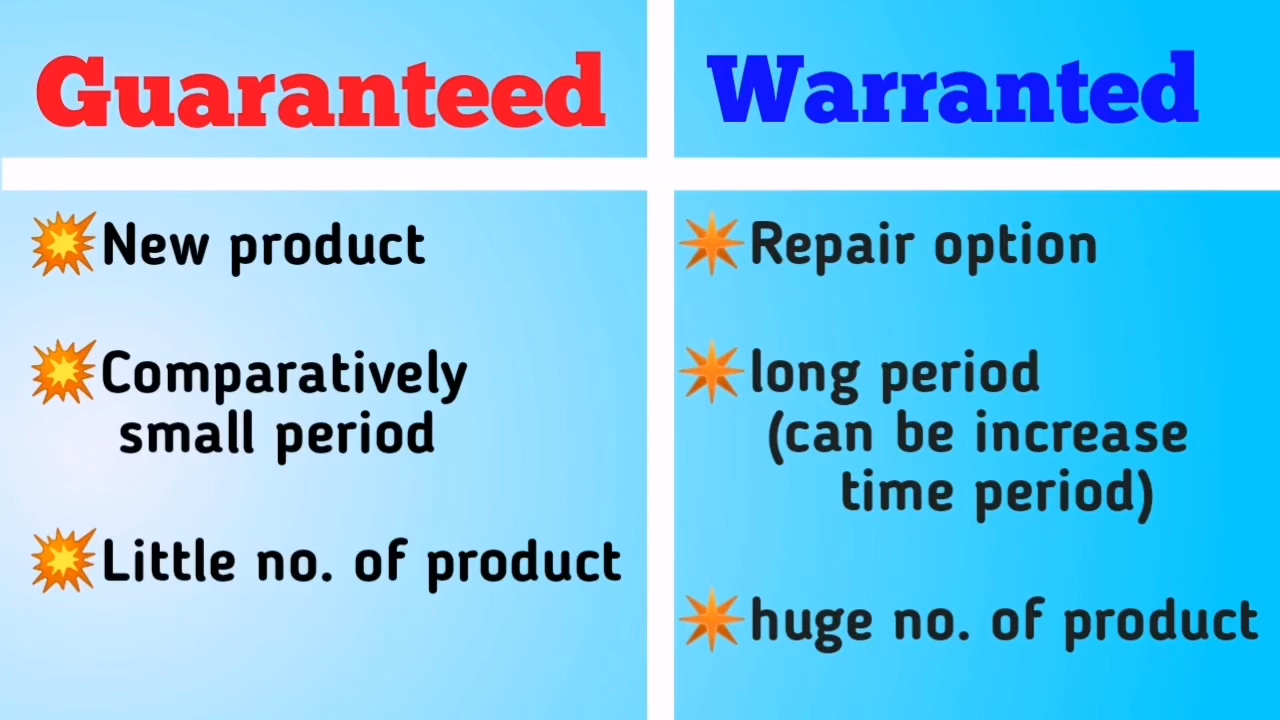 Guaranteed
New product
Comparatively
small period
Little no. of product
Warranted
Repair option
long period
(can be increase
time period)
huge no. of product